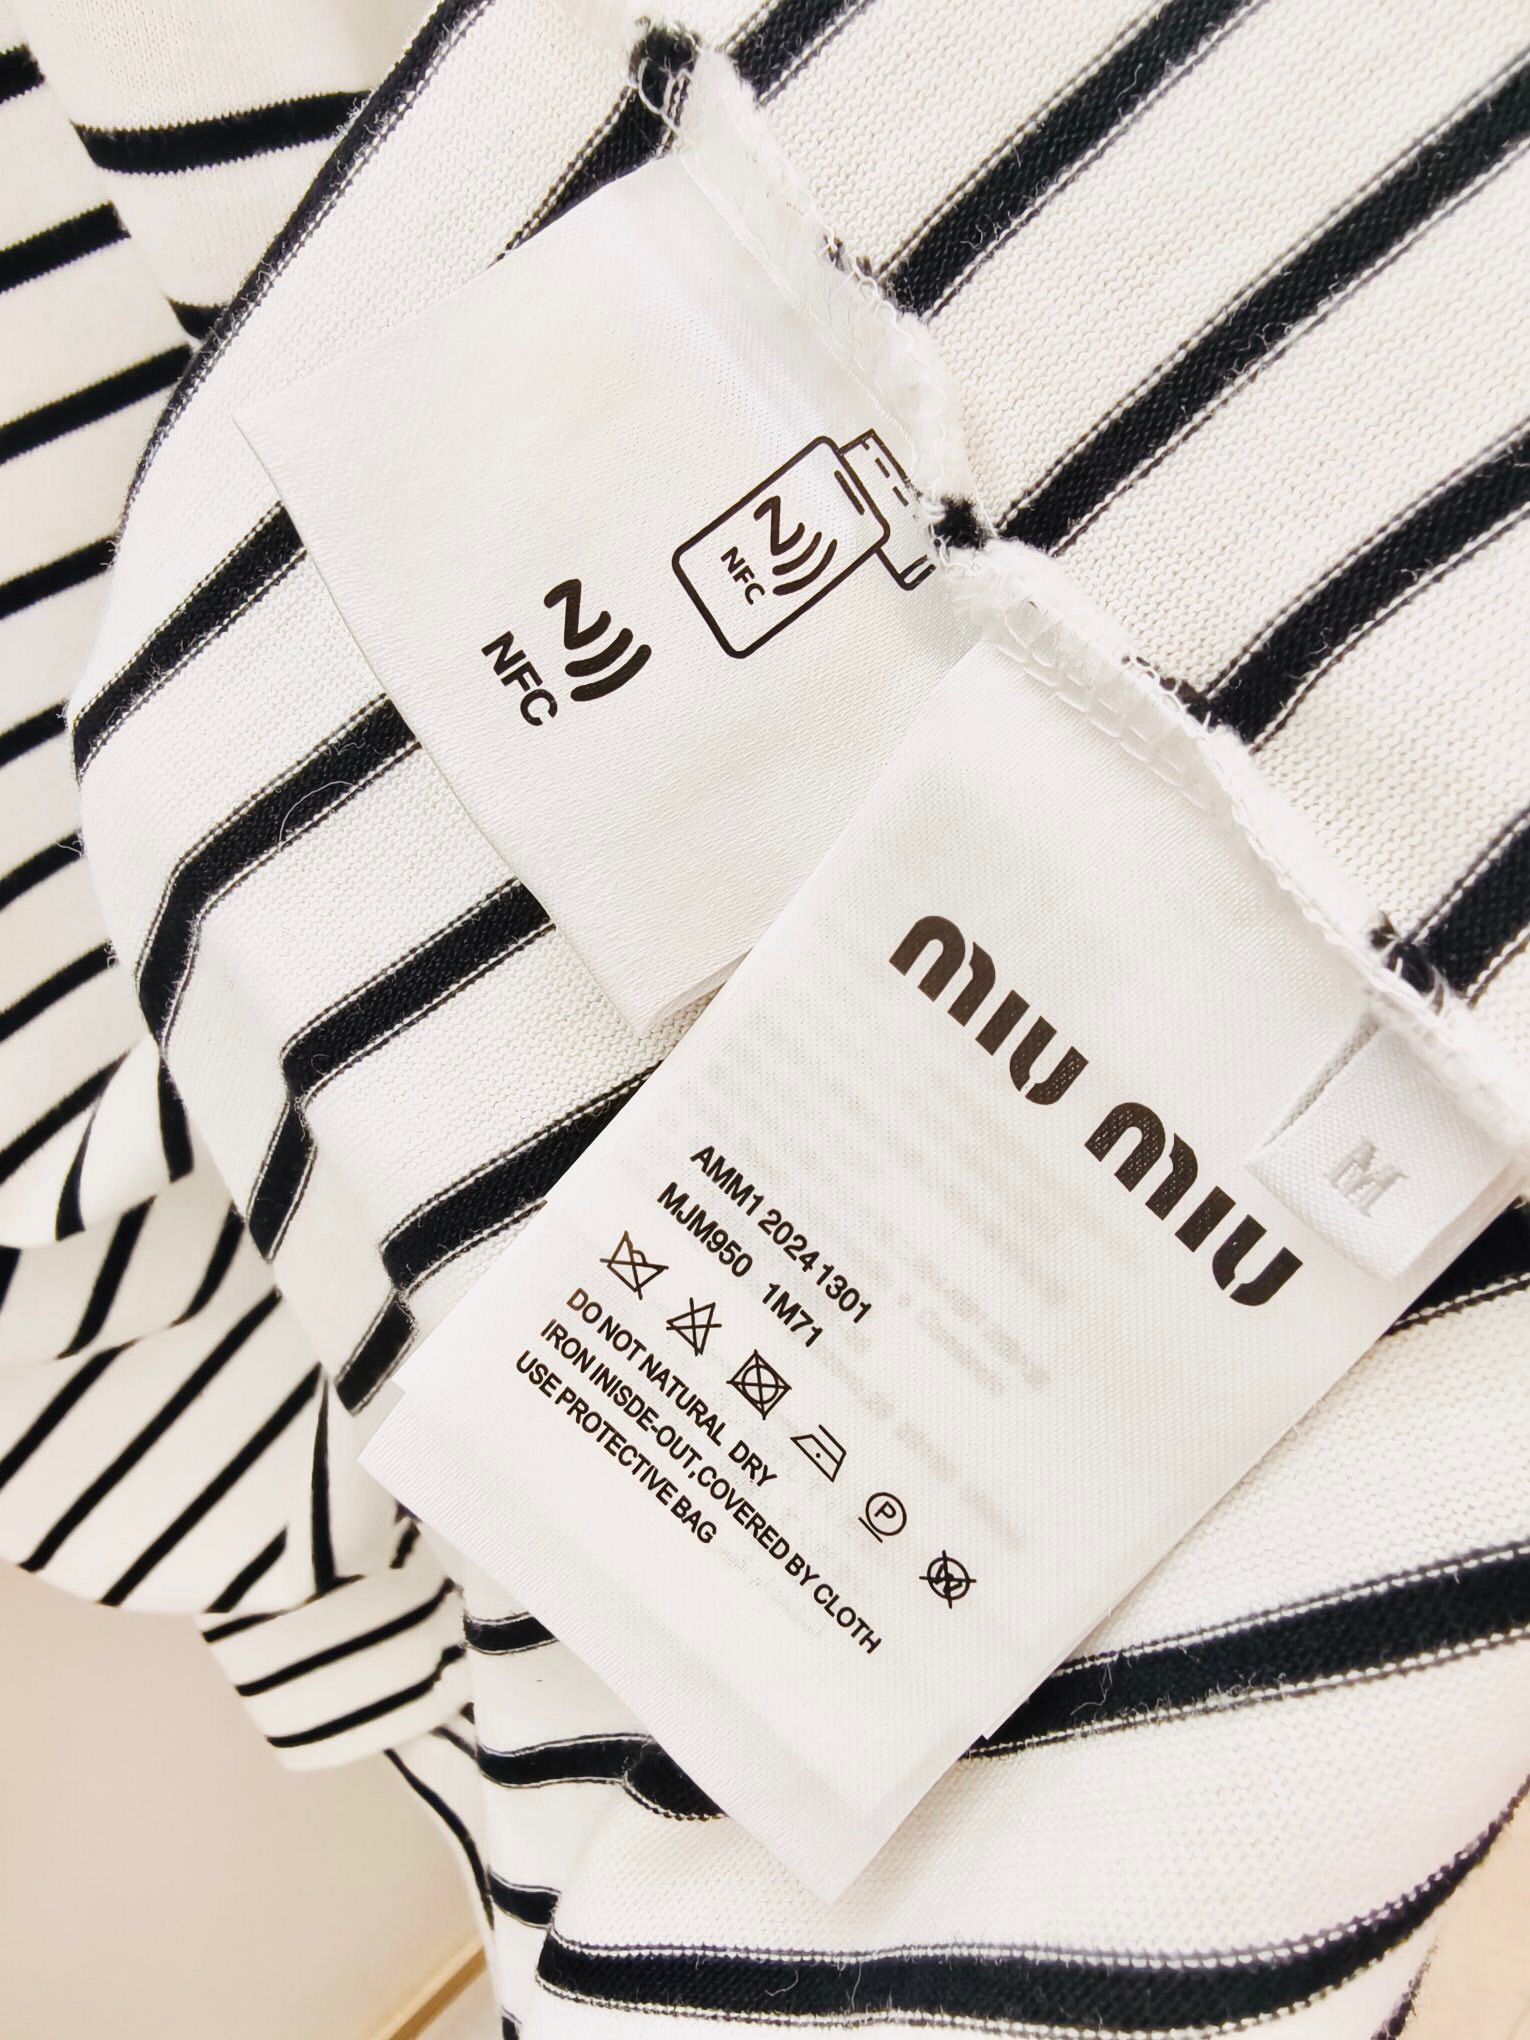 NFC
NFC
miu miu
M
AMM1 2024 1301
MJM950 1M71
P
W
DO NOT NATURAL DRY
IRON INISDE-OUT,COVERED BY CLOTH
USE PROTECTIVE BAG